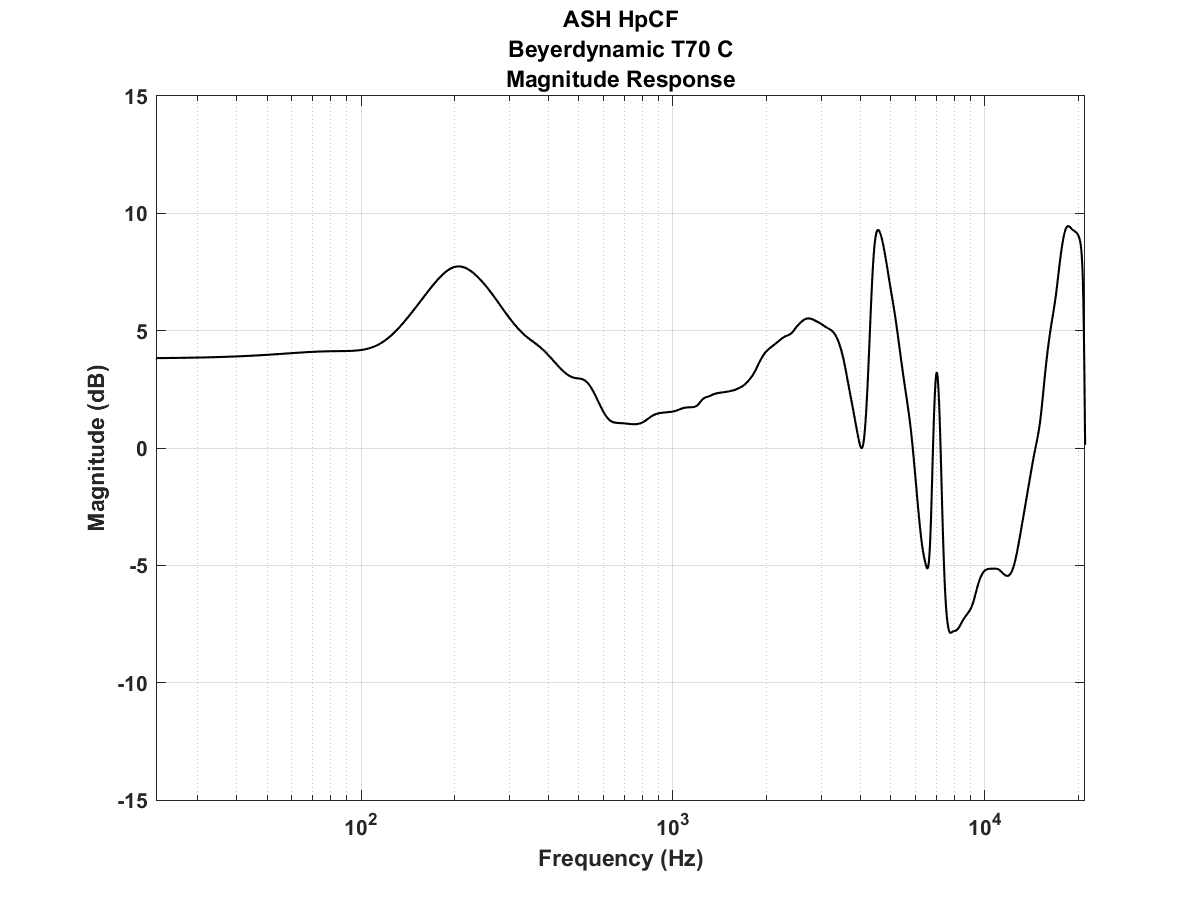 ASH HpCF
Beyerdynamic T70 C
Magnitude Response
15
10
5
0
-5
-10
-15
Magnitude (dB)
10^2
10^3
10^4
Frequency (Hz)